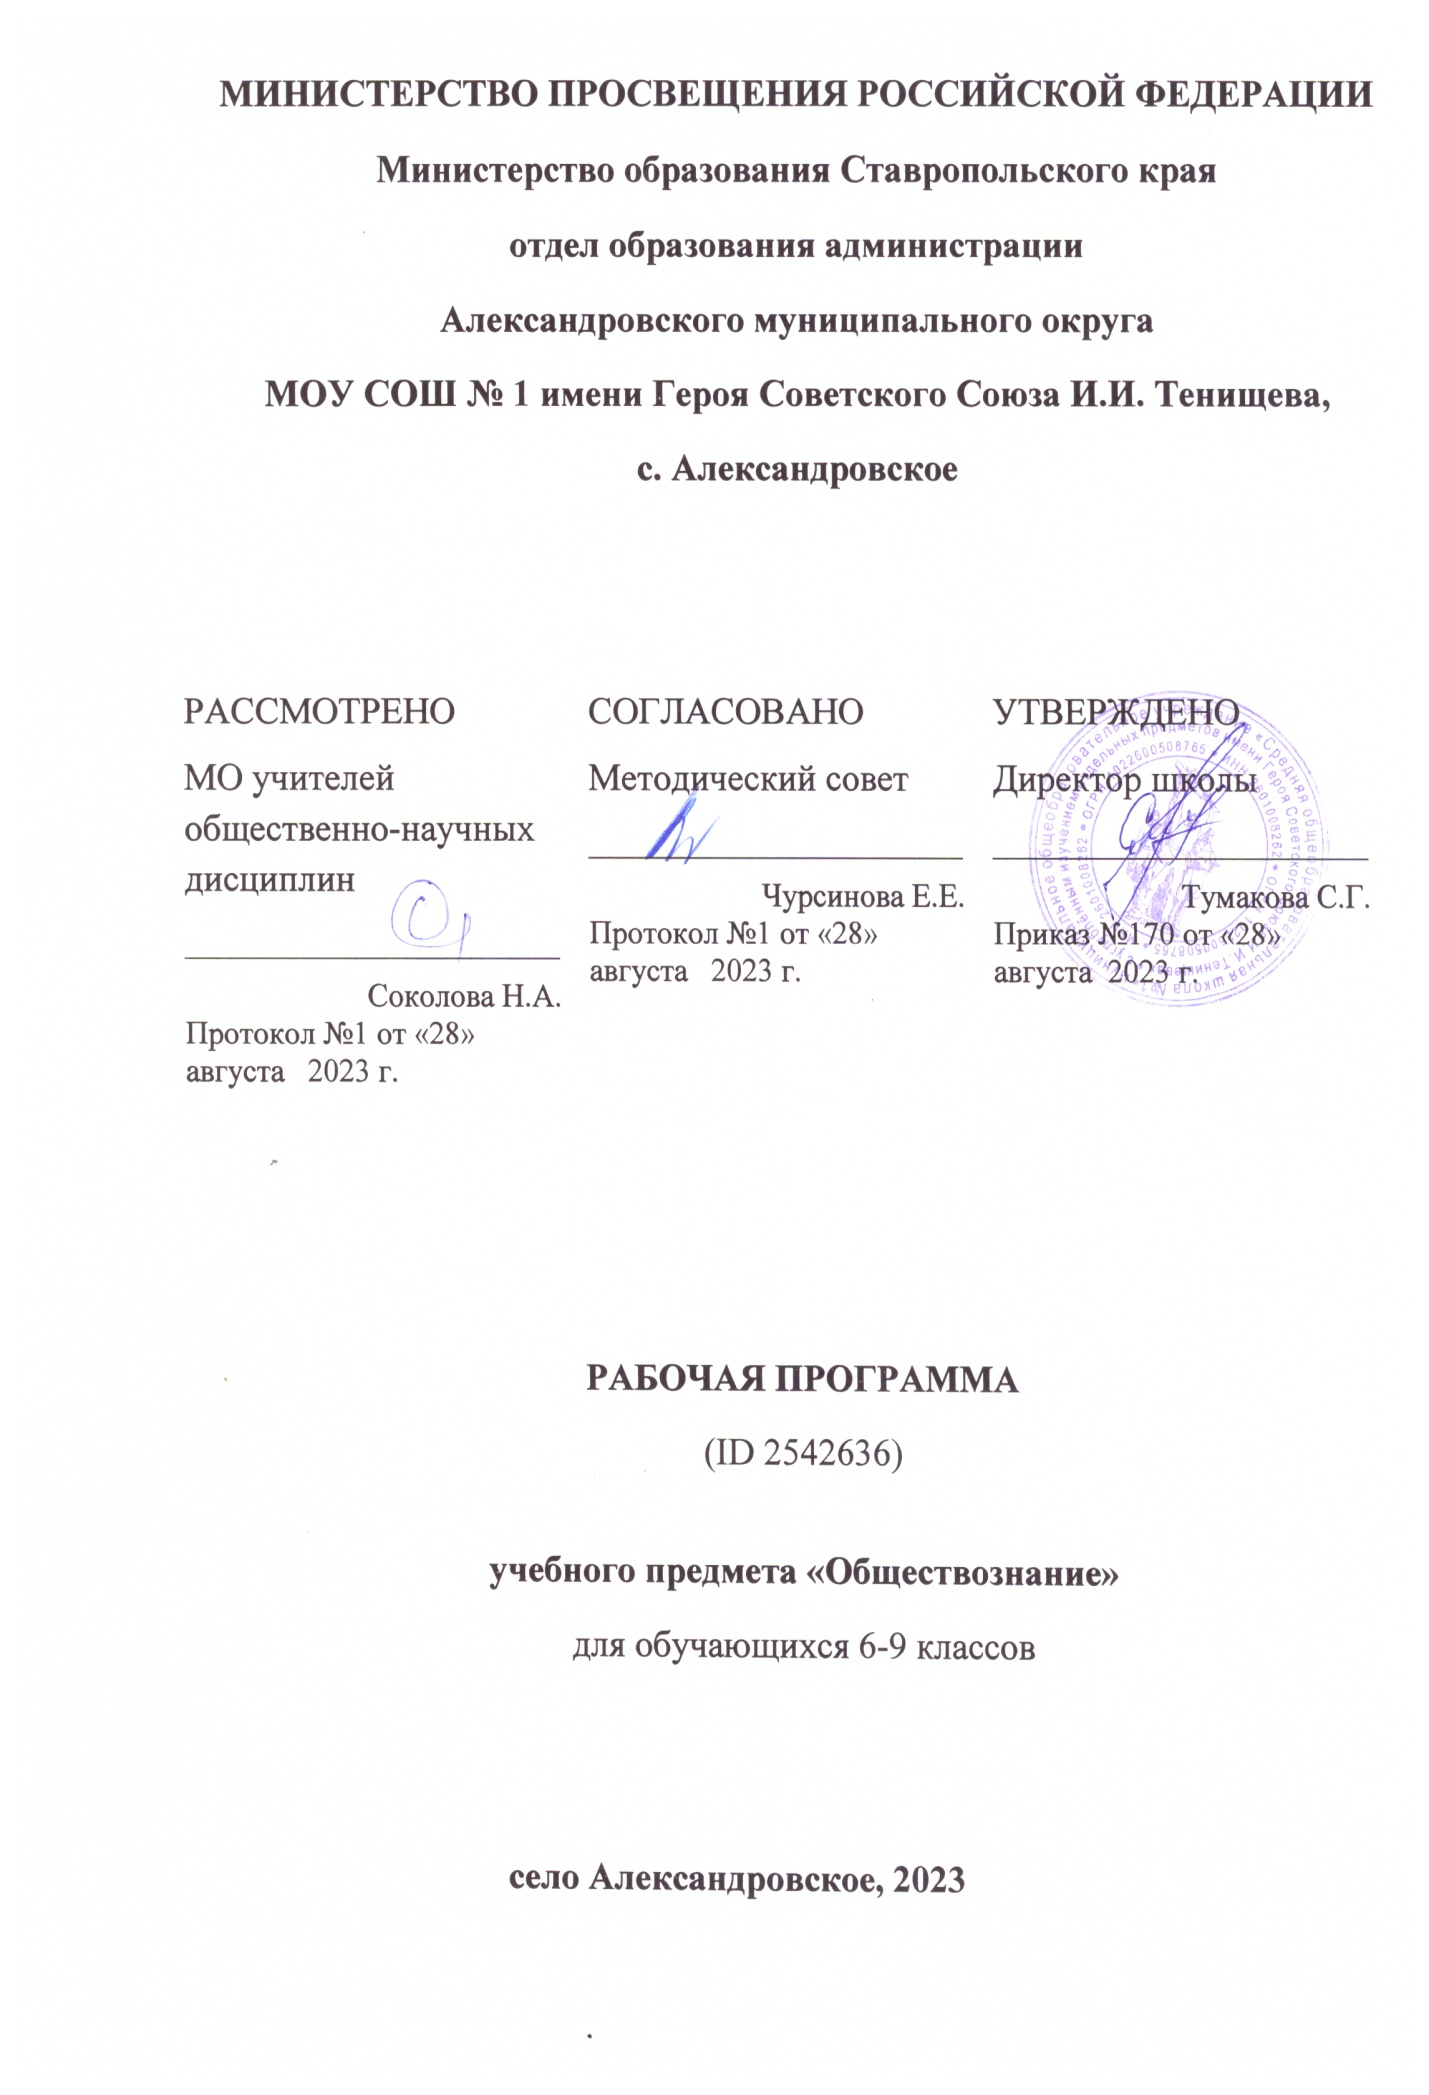 МИНИСТЕРСТВО ПРОСВЕЩЕНИЯ РОССИЙСКОЙ ФЕДЕРАЦИИ
Министерство образования Ставропольского края
отдел образования администрации
Александровского муниципального округа
МОУ СОШ № 1 имени Героя Советского Союза И.И. Тенищева,
с. Александровское
РАССМОТРЕНО
МО учителей
общественно-научных
дисциплин
Соколова Н.А.
Протокол №1 от «28»
августа 2023 г.
СОГЛАСОВАНО
Методический совет
Чурсинова Е.Е.
Протокол №1 от «28»
августа 2023 г.
УТВЕРЖДЕНО
Директор школы
Тумакова С.Г.
Приказ №170 от «28»
августа 2023 г.
РАБОЧАЯ ПРОГРАММА
(ID 2542636)
учебного предмета «Обществознание»
для обучающихся 6-9 классов
село Александровское, 2023